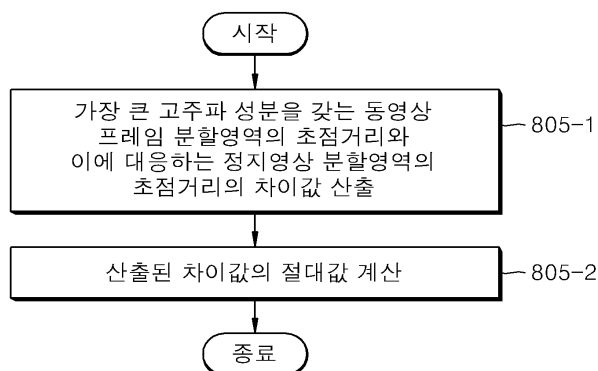 시작
가장 큰 고주파 성분을 갖는 동영상
프레임 분할영역의 초점거리와
이에 대응하는 정지영상 분할영역의
초점거리의 차이값 산출
805-1
산출된 차이값의 절대값 계산
805-2
종료